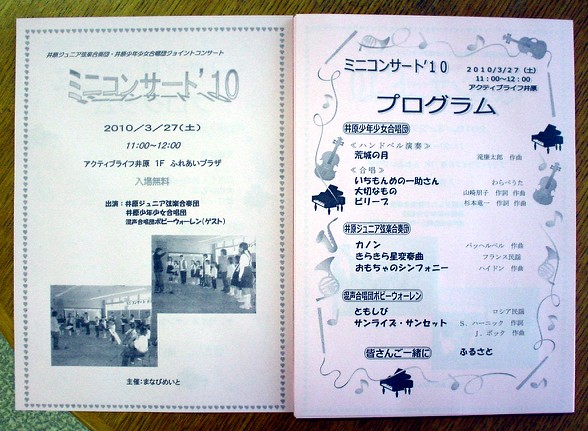 井原ジュニア弦楽合奏団・井原少年少女合唱団ジョイントコンサート
ミニコンサート'10
2010/3/27(土)
11:00~12:00
アクティブライフ井原 1F ふれあいプラザ
入場無料
出演:井原ジュニア弦楽合奏団
井原少年少女合唱団
混声合唱団ポピーウォーレン(ゲスト)
主催:まなびめいと
ミニコンサート'10
2010/3/27(土)
11:00~12:00
アクティブライフ井原
プログラム
井原少年少女合唱団
≪ハンドベル演奏≫
荒城の月 滝廉太郎 作曲
≪合唱≫
いちもんめの一助さん わらべうた
大切なもの 山崎朋子 作詞 作曲
ビリーブ 杉本竜一 作詞 作曲
井原ジュニア弦楽合奏団
カノン パッヘルベル 作曲
きらきら星変奏曲 フランス民謡
おもちゃのシンフォニー ハイドン 作曲
混声合唱団ポピーウォーレン
ともしび ロシア民謡
サンライズ・サンセット S.ハーニック 作詞
J.ボック 作曲
皆さんご一緒に ふるさと